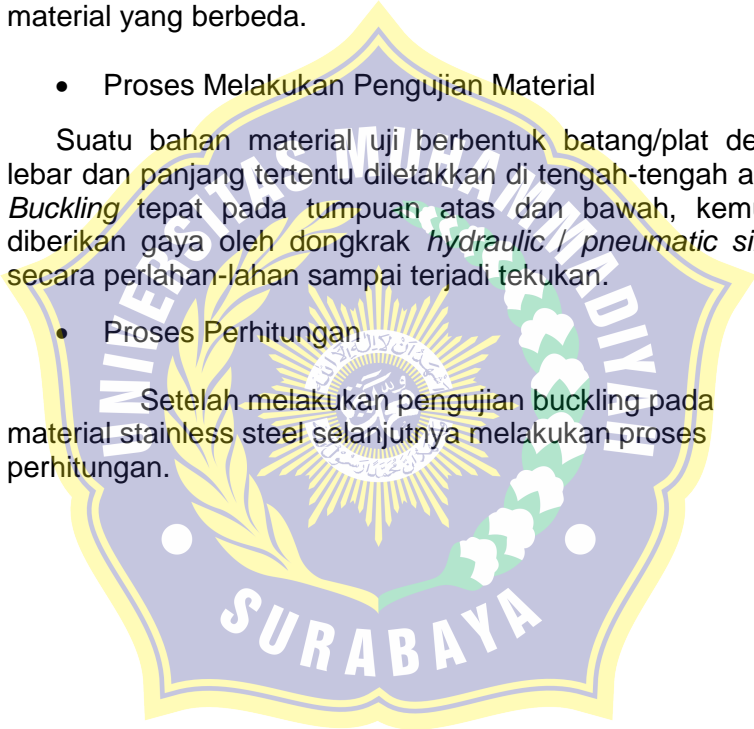 material yang berbeda.
• Proses Melakukan Pengujian Material
Suatu bahan material uji berbentuk batang/plat de
lebar dan panjang tertentu diletakkan di tengah-tengah a
Buckling tepat pada tumpuan atas dan bawah, kemu
diberikan gaya oleh dongkrak hydraulic / pneumatic si
secara perlahan-lahan sampai terjadi tekukan.
• Proses Perhitungan
Setelah melakukan pengujian buckling pada
material stainless steel selanjutnya melakukan proses
perhitungan.
UNIVERSITAS MUHAMMADIYAH
SURABAYA